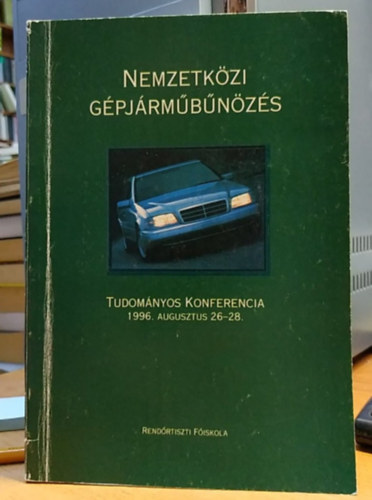 NEMZETKÖZI
GÉPJÁRMŰBŰNÖZÉS
TUDOMÁNYOS KONFERENCIA
1996. AUGUSZTUS 26-28.
RENDŐRTISZTI FŐISKOLA